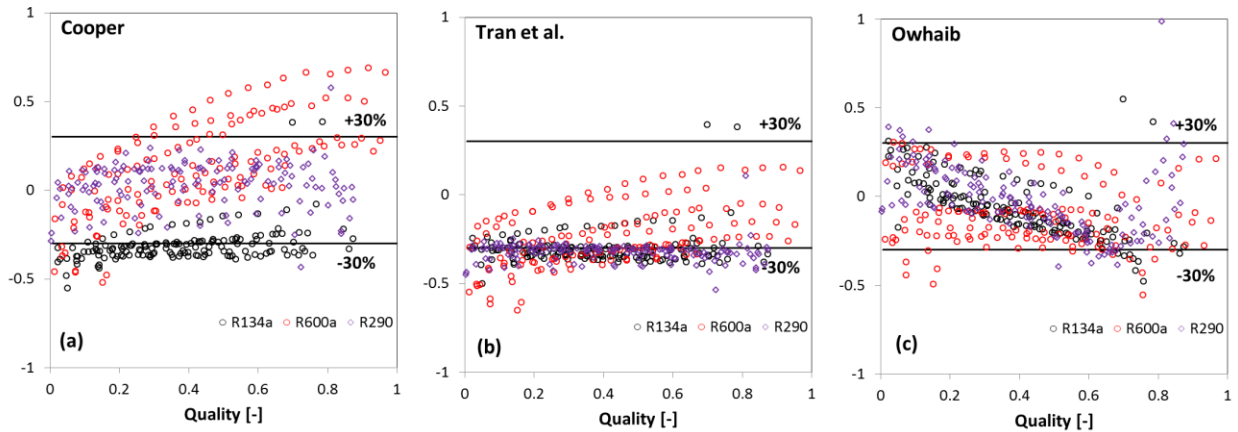 Cooper
1
0.5
0
-0.5
-1
+30%
-30%
R134a R600a R290
(a)
0 0.2 0.4 0.6 0.8 1
Quality [-]
Tran et al.
1
0.5
0
-0.5
-1
+30%
-30%
R134a R600a R290
(b)
0 0.2 0.4 0.6 0.8 1
Quality [-]
Owhaib
1
0.5
0
-0.5
-1
+30%
-30%
R134a R600a R290
(c)
0 0.2 0.4 0.6 0.8 1
Quality [-]